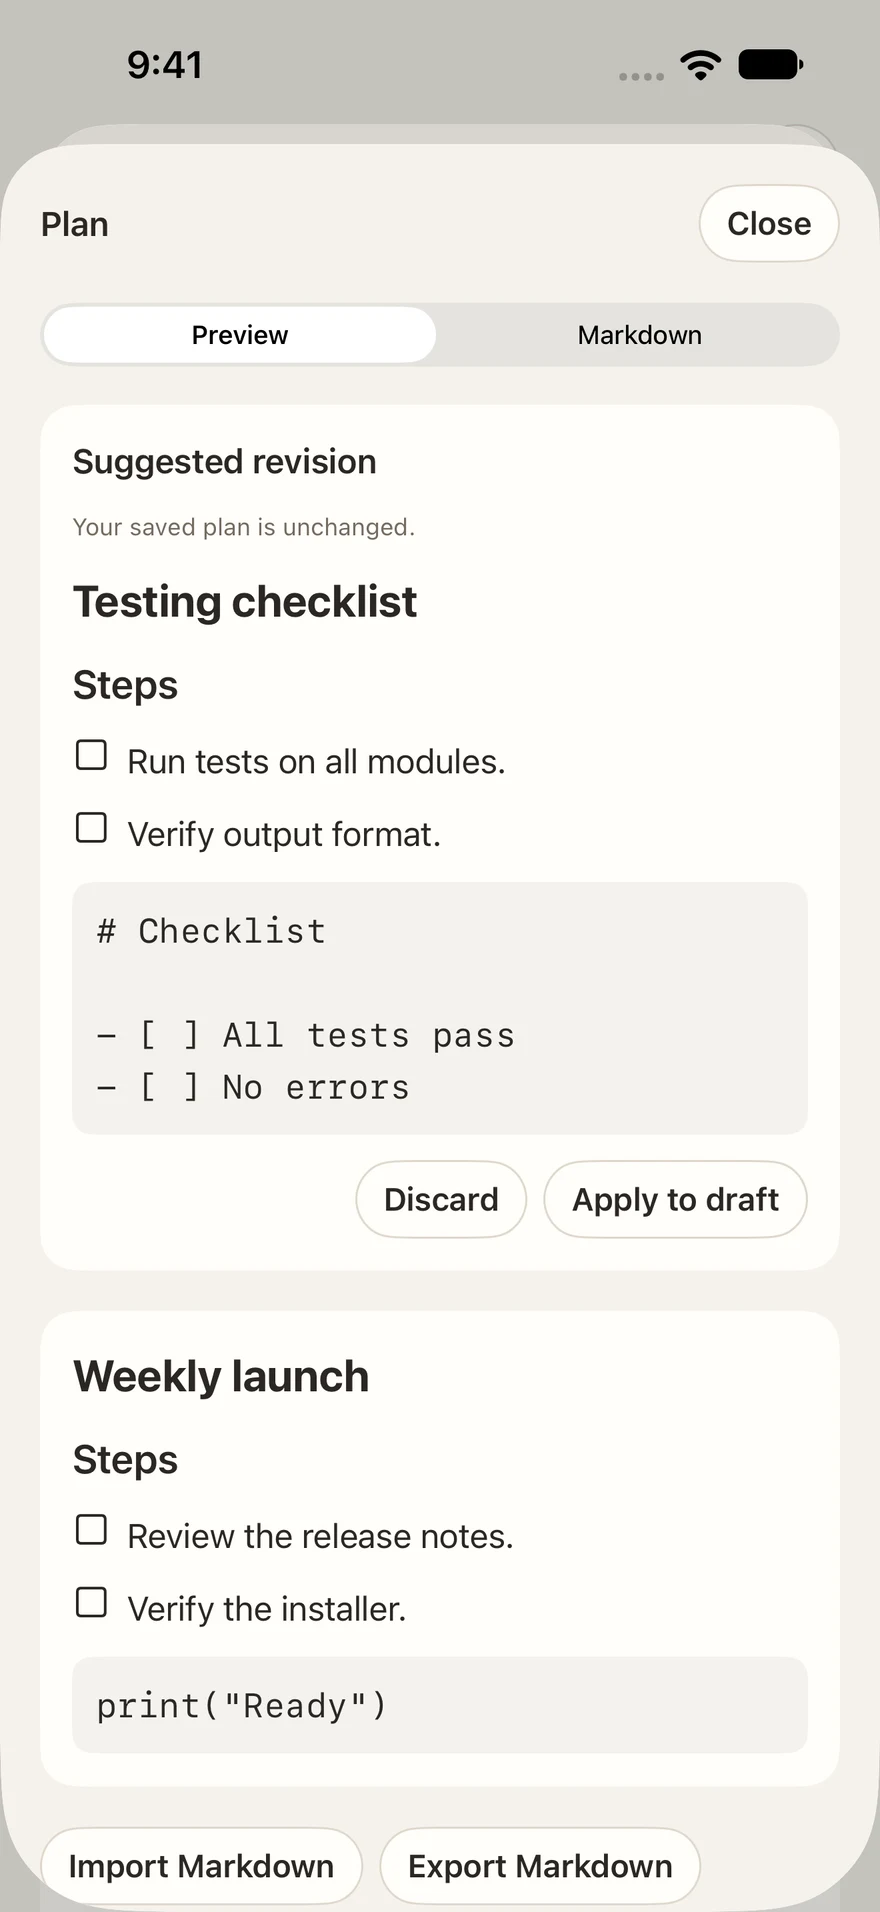 9:41
Plan
Close
Preview
Markdown
Suggested revision
Your saved plan is unchanged.
Testing checklist
Steps
Run tests on all modules.
Verify output format.
# Checklist
- [ ] All tests pass
- [ ] No errors
Discard
Apply to draft
Weekly launch
Steps
Review the release notes.
Verify the installer.
print("Ready")
Import Markdown
Export Markdown